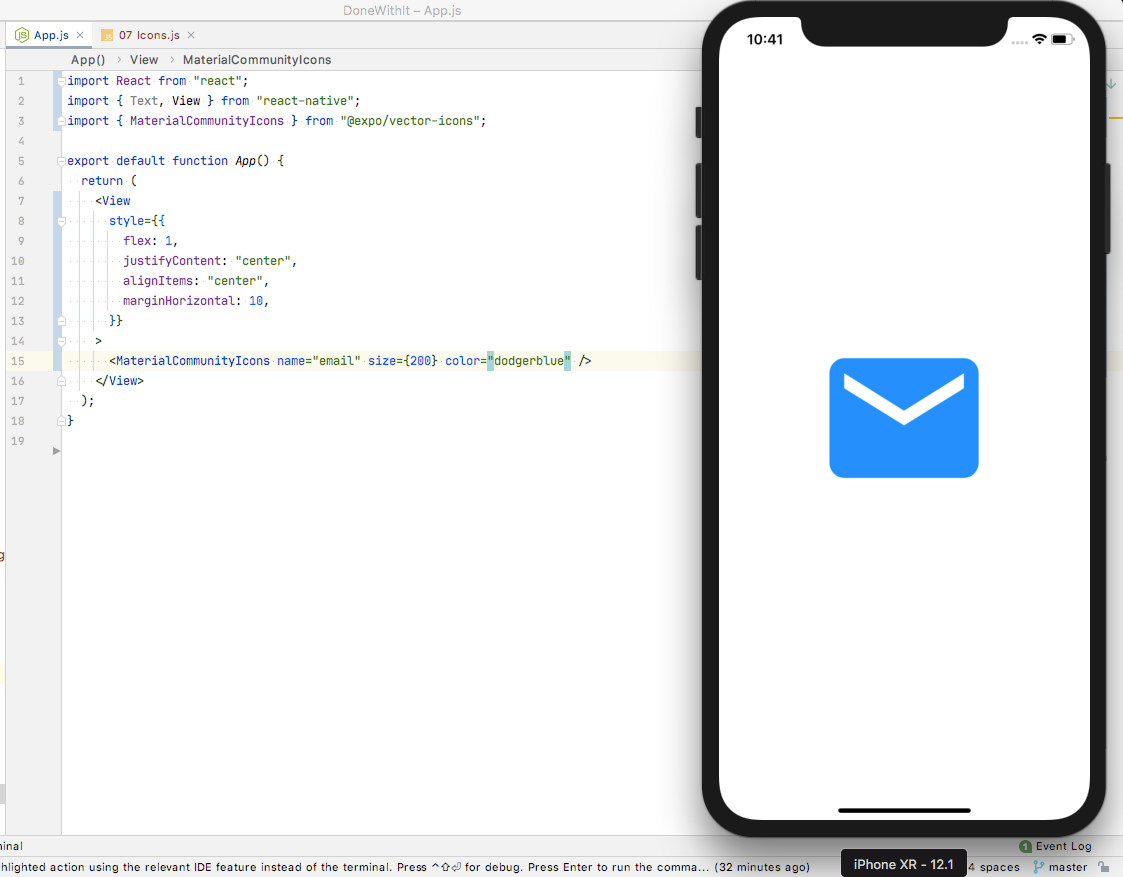 DoneWithIt – App.js
App.js
07 Icons.js
App() › View › MaterialCommunityIcons
1 import React from "react";
2 import { Text, View } from "react-native";
3 import { MaterialCommunityIcons } from "@expo/vector-icons";
4
5 export default function App() {
6 return (
7 <View
8 style={{
9 flex: 1,
10 justifyContent: "center",
11 alignItems: "center",
12 marginHorizontal: 10,
13 }}
14 >
15 <MaterialCommunityIcons name="email" size={200} color="dodgerblue" />
16 </View>
17 );
18 }
19
10:41
1 Event Log
hlighted action using the relevant IDE feature instead of the terminal. Press ⌃⇧⏎ for debug. Press Enter to run the comma... (32 minutes ago)
iPhone XR - 12.1
4 spaces
master